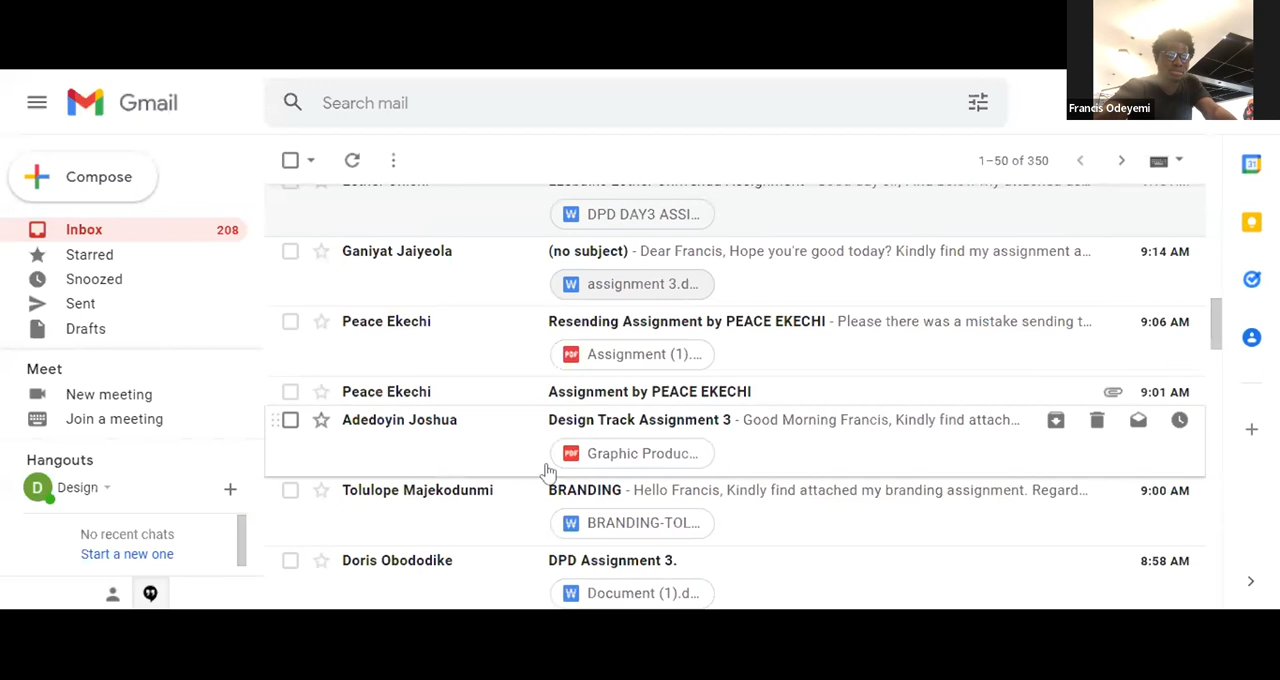 Francis Odeyemi
Gmail
Search mail
Compose
1–50 of 350
Inbox 208
Starred
Snoozed
Sent
Drafts
Meet
New meeting
Join a meeting
Hangouts
D Design
No recent chats
Start a new one
W DPD DAY3 ASSI...
Ganiyat Jaiyeola (no subject) - Dear Francis, Hope you're good today? Kindly find my assignment a... 9:14 AM
W assignment 3.d...
Peace Ekechi Resending Assignment by PEACE EKECHI - Please there was a mistake sending t... 9:06 AM
PDF Assignment (1)....
Peace Ekechi Assignment by PEACE EKECHI 9:01 AM
Adedoyin Joshua Design Track Assignment 3 - Good Morning Francis, Kindly find attach...
PDF Graphic Produc...
Tolulope Majekodunmi BRANDING - Hello Francis, Kindly find attached my branding assignment. Regard... 9:00 AM
W BRANDING-TOL...
Doris Obododike DPD Assignment 3. 8:58 AM
W Document (1).d...
31